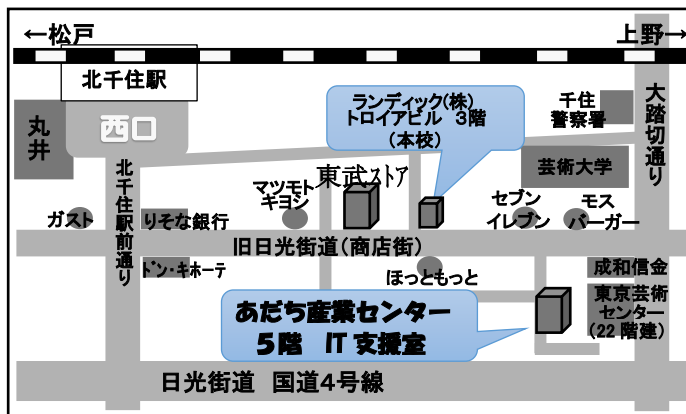 ←松戸
上野→
北千住駅
西口
丸井
ランディック(株)
トロイアビル 3階
(本校)
千住
警察署
大踏切通り
芸術大学
北千住駅前通り
東武ストア
マツモト
キヨシ
セブン
イレブン
モス
バーガー
ガスト
りそな銀行
旧日光街道(商店街)
ドン・キホーテ
ほっともっと
成和信金
あだち産業センター
5階 IT支援室
東京芸術
センター
(22階建)
日光街道 国道4号線